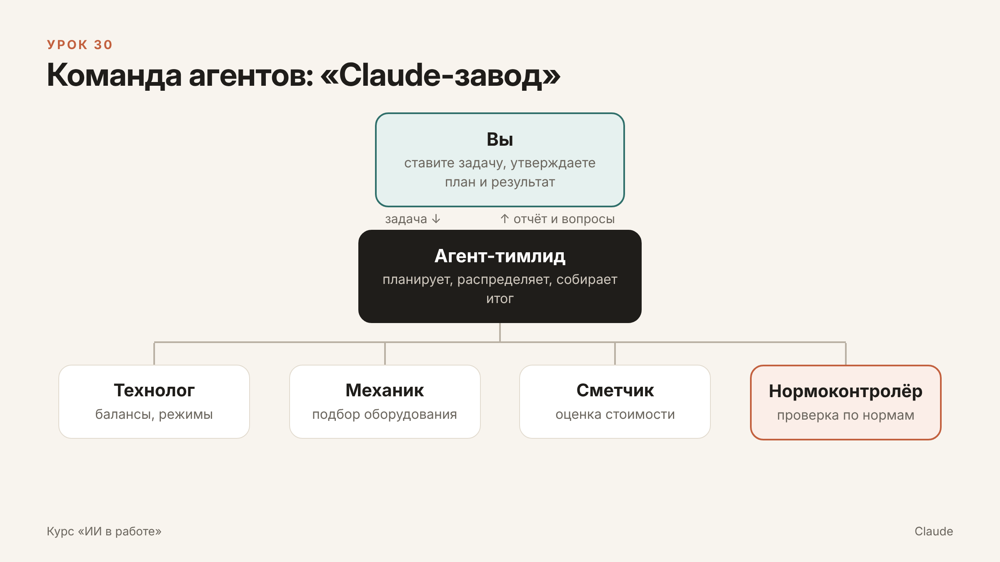 УРОК 30
Команда агентов: «Claude-завод»
Вы
ставите задачу, утверждаете
план и результат
задача ↓
↑ отчёт и вопросы
Агент-тимлид
планирует, распределяет, собирает
итог
Технолог
балансы, режимы
Механик
подбор оборудования
Сметчик
оценка стоимости
Нормоконтролёр
проверка по нормам
Курс «ИИ в работе»
Claude